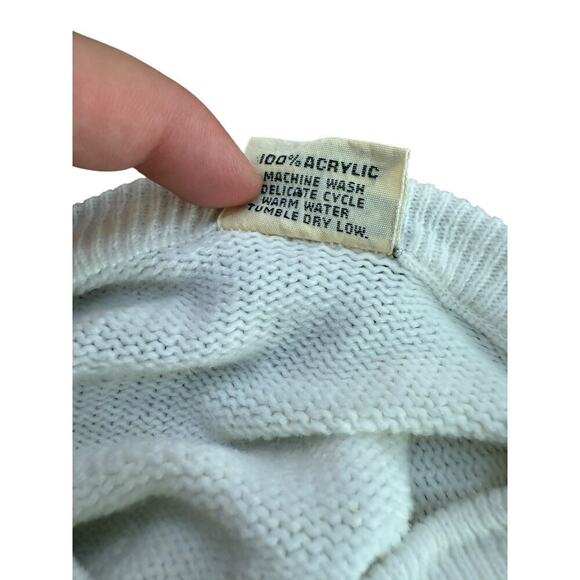 100% ACRYLIC
MACHINE WASH
DELICATE CYCLE
WARM WATER
TUMBLE DRY LOW.